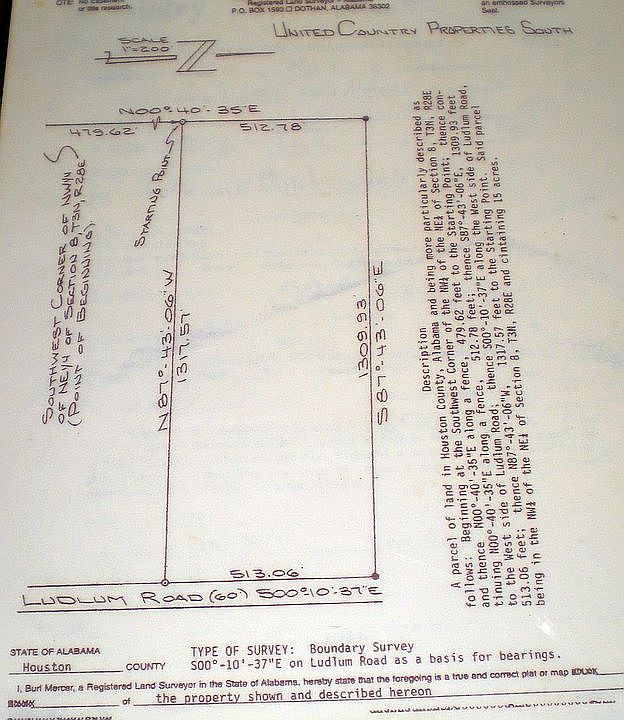 or title research.
Registered Land Surveyor
P.O. BOX 1593 □ DOTHAN, ALABAMA 36302
an embossed Surveyors
Seal.
UNITED COUNTRY PROPERTIES SOUTH
SCALE
1"=200'
N00°-40'-35"E
479.62'
512.78'
STARTING POINT
SOUTHWEST CORNER OF NW1/4
OF NE1/4 OF SECTION 8, T3N, R28E
(POINT OF BEGINNING).
N87°-43'-06"W
1317.57'
1309.93
S87°-43'-06"E
513.06'
LUDLUM ROAD (60') S00°10'-37"E
Description
A parcel of land in Houston County, Alabama and being more particularly described as
follows: Beginning at the Southwest Corner of the NW¼ of the NE¼ of Section 8, T3N, R28E
and thence N00°-40'-35"E along a fence, 479.62 feet to the Starting Point; thence con-
tinuing N00°-40'-35"E along a fence, 512.78 feet; thence S87°-43'-06"E, 1309.93 feet
to the West side of Ludlum Road; thence S00°-10'-37"E along the West side of Ludlum Road,
513.06 feet; thence N87°-43'-06"W, 1317.57 feet to the Starting Point. Said parcel
being in the NW¼ of the NE¼ of Section 8, T3N, R28E and cintaining 15 acres.
STATE OF ALABAMA
Houston COUNTY
TYPE OF SURVEY: Boundary Survey
S00°-10'-37"E on Ludlum Road as a basis for bearings.
I, Burl Mercer, a Registered Land Surveyor in the State of Alabama, hereby state that the foregoing is a true and correct plat or map
of the property shown and described hereon